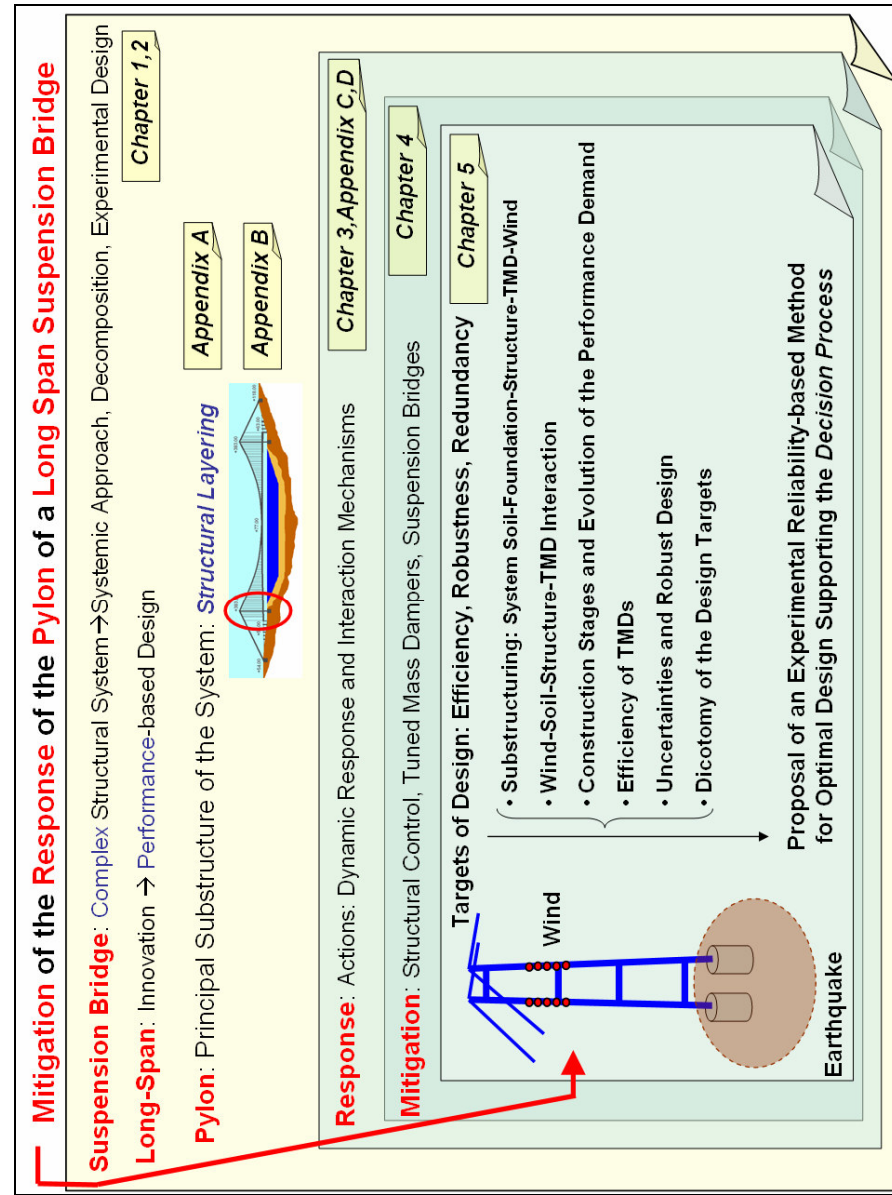 Mitigation of the Response of the Pylon of a Long Span Suspension Bridge
Suspension Bridge: Complex Structural System→Systemic Approach, Decomposition, Experimental Design
Chapter 1,2
Long-Span: Innovation → Performance-based Design
Pylon: Principal Substructure of the System: Structural Layering
Appendix A
Appendix B
Response: Actions: Dynamic Response and Interaction Mechanisms
Chapter 3,Appendix C,D
Mitigation: Structural Control, Tuned Mass Dampers, Suspension Bridges
Chapter 4
Targets of Design: Efficiency, Robustness, Redundancy
Chapter 5
• Substructuring: System Soil-Foundation-Structure-TMD-Wind
• Wind-Soil-Structure-TMD Interaction
• Construction Stages and Evolution of the Performance Demand
• Efficiency of TMDs
• Uncertainties and Robust Design
• Dicotomy of the Design Targets
Wind
Earthquake
Proposal of an Experimental Reliability-based Method
for Optimal Design Supporting the Decision Process